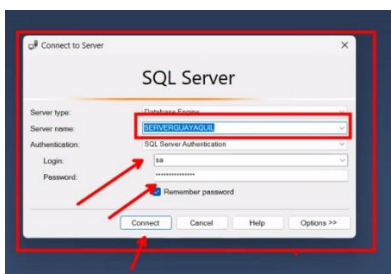 Connect to Server
SQL Server
Server type: Database Engine
Server name: SERVERGUAYAQUIL
Authentication: SQL Server Authentication
Login: sa
Password: ****************
Remember password
Connect Cancel Help Options >>